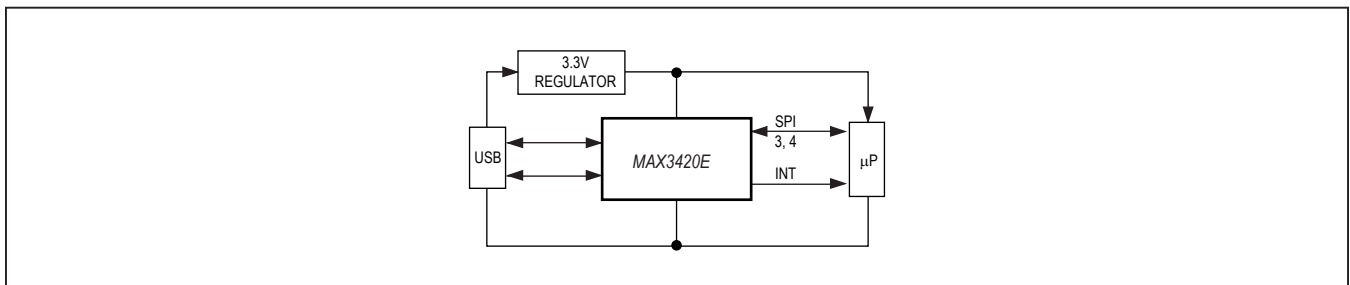 3.3V
REGULATOR
USB
MAX3420E
SPI
3, 4
INT
μP